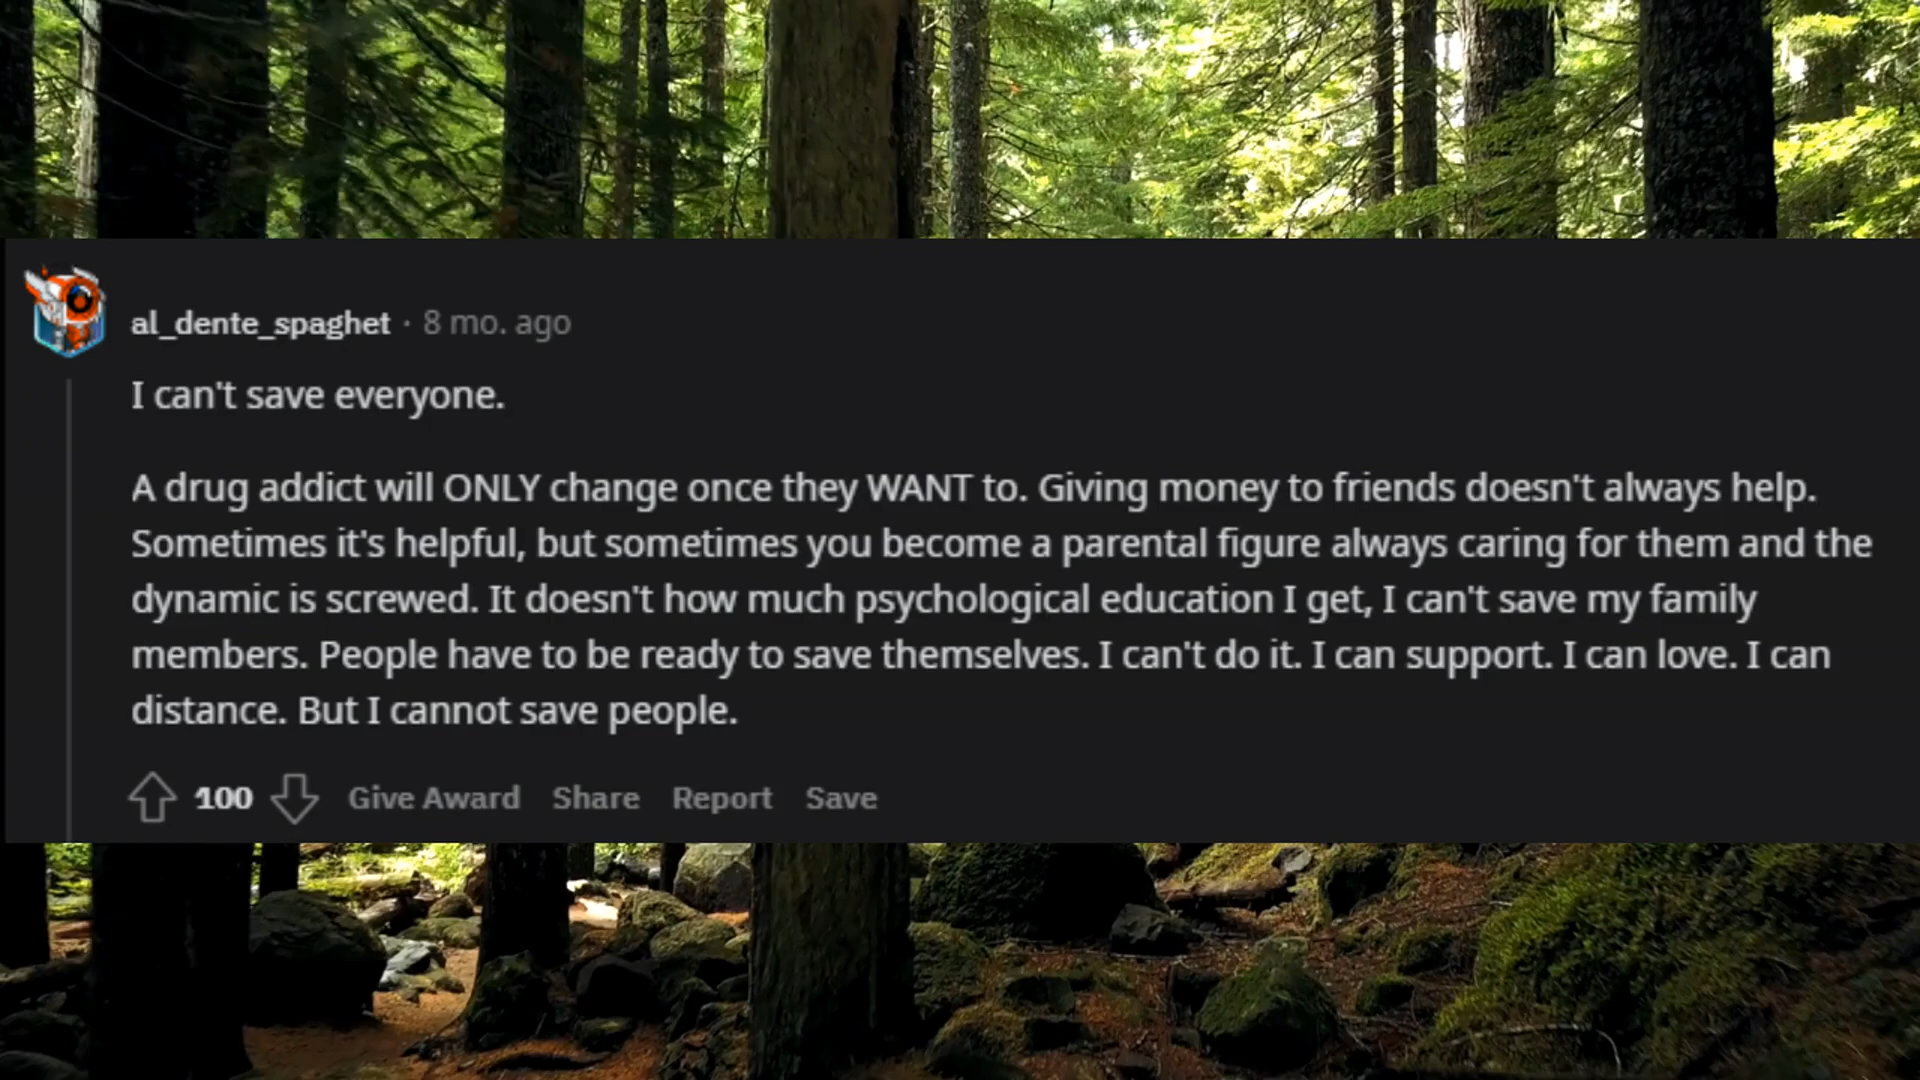 al_dente_spaghet · 8 mo. ago
I can't save everyone.
A drug addict will ONLY change once they WANT to. Giving money to friends doesn't always help.
Sometimes it's helpful, but sometimes you become a parental figure always caring for them and the
dynamic is screwed. It doesn't how much psychological education I get, I can't save my family
members. People have to be ready to save themselves. I can't do it. I can support. I can love. I can
distance. But I cannot save people.
100 Give Award Share Report Save